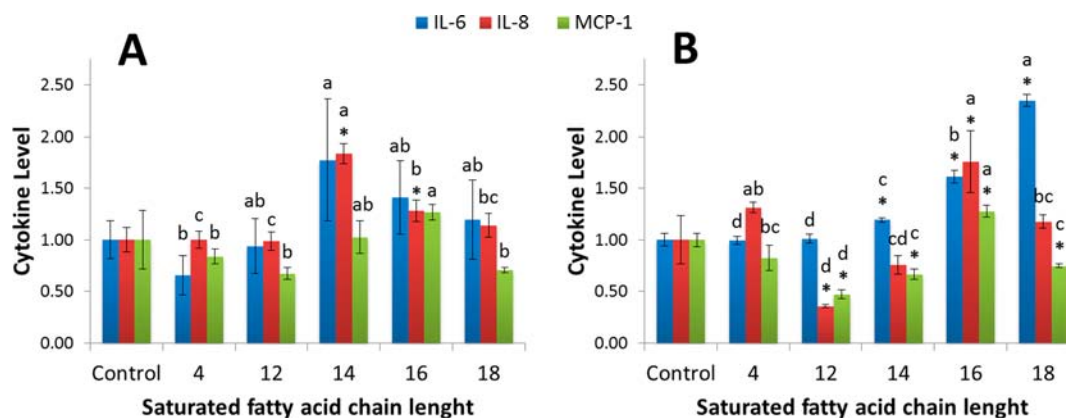 IL-6 IL-8 MCP-1
A
Cytokine Level
2.50
2.00
1.50
1.00
0.50
0.00
b c b
ab c b
a a * ab
ab b * a
ab bc b
Control 4 12 14 16 18
Saturated fatty acid chain lenght
B
Cytokine Level
2.50
2.00
1.50
1.00
0.50
0.00
d ab bc
d d * d *
c * cd c *
b * a * a *
a * bc c *
Control 4 12 14 16 18
Saturated fatty acid chain lenght